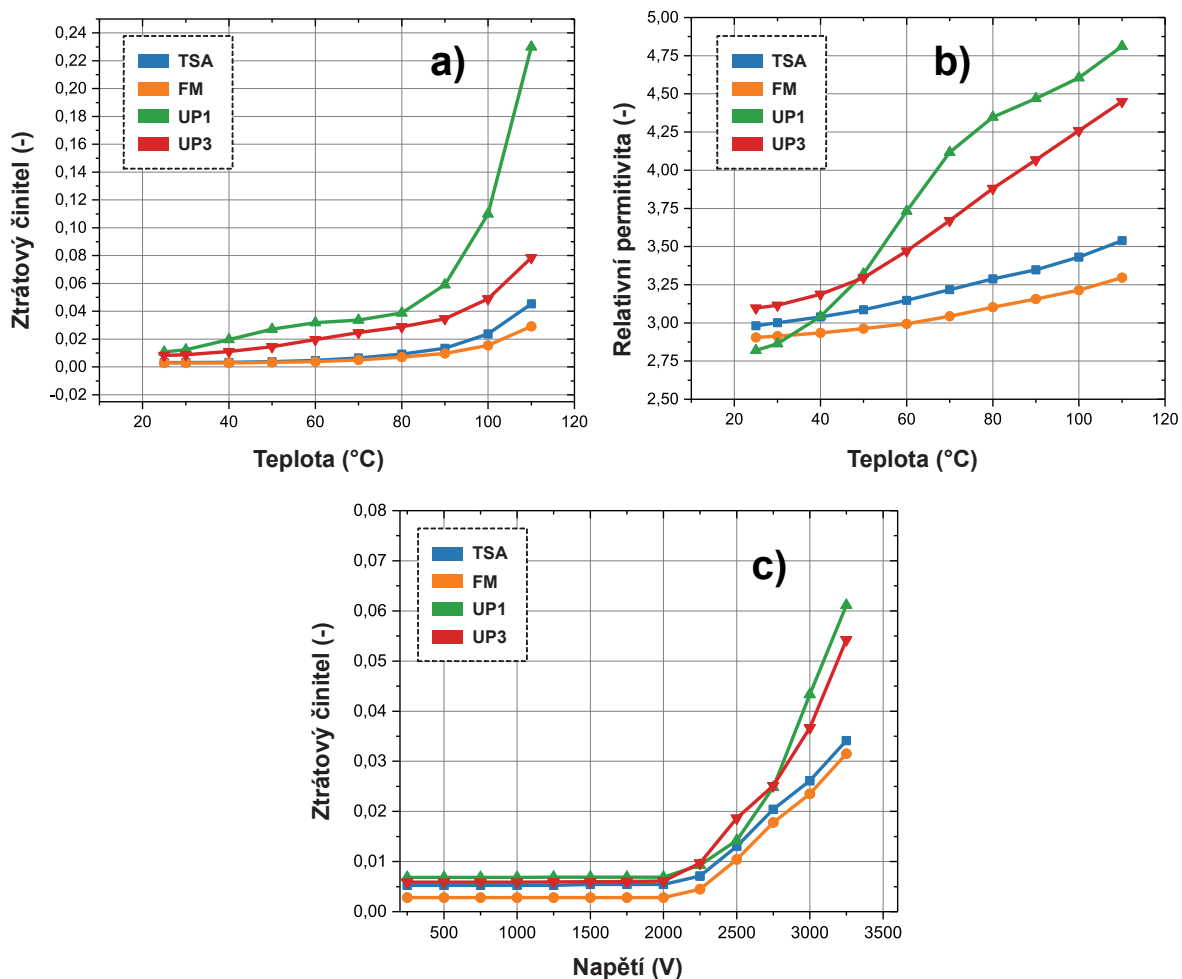 0,24
0,22
0,20
0,18
0,16
0,14
0,12
0,10
0,08
0,06
0,04
0,02
0,00
-0,02
Ztrátový činitel (-)
TSA
FM
UP1
UP3
a)
20 40 60 80 100 120
Teplota (°C)
5,00
4,75
4,50
4,25
4,00
3,75
3,50
3,25
3,00
2,75
2,50
Relativní permitivita (-)
TSA
FM
UP1
UP3
b)
20 40 60 80 100 120
Teplota (°C)
0,08
0,07
0,06
0,05
0,04
0,03
0,02
0,01
0,00
Ztrátový činitel (-)
TSA
FM
UP1
UP3
c)
500 1000 1500 2000 2500 3000 3500
Napětí (V)